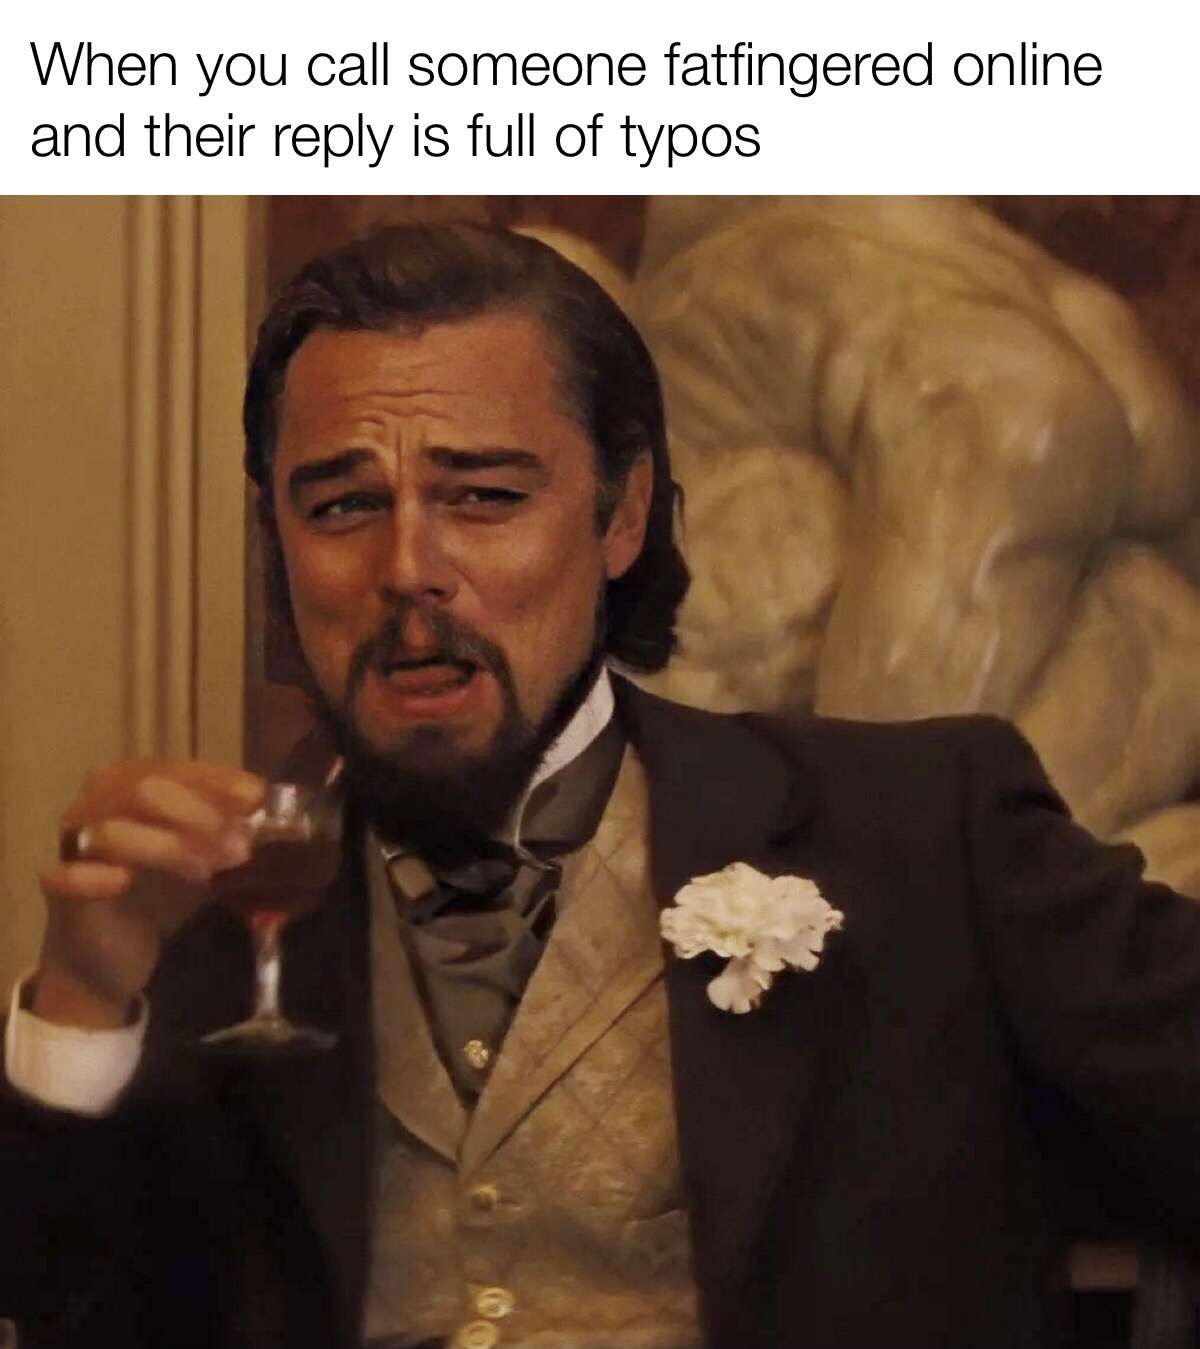 When you call someone fatfingered online
and their reply is full of typos